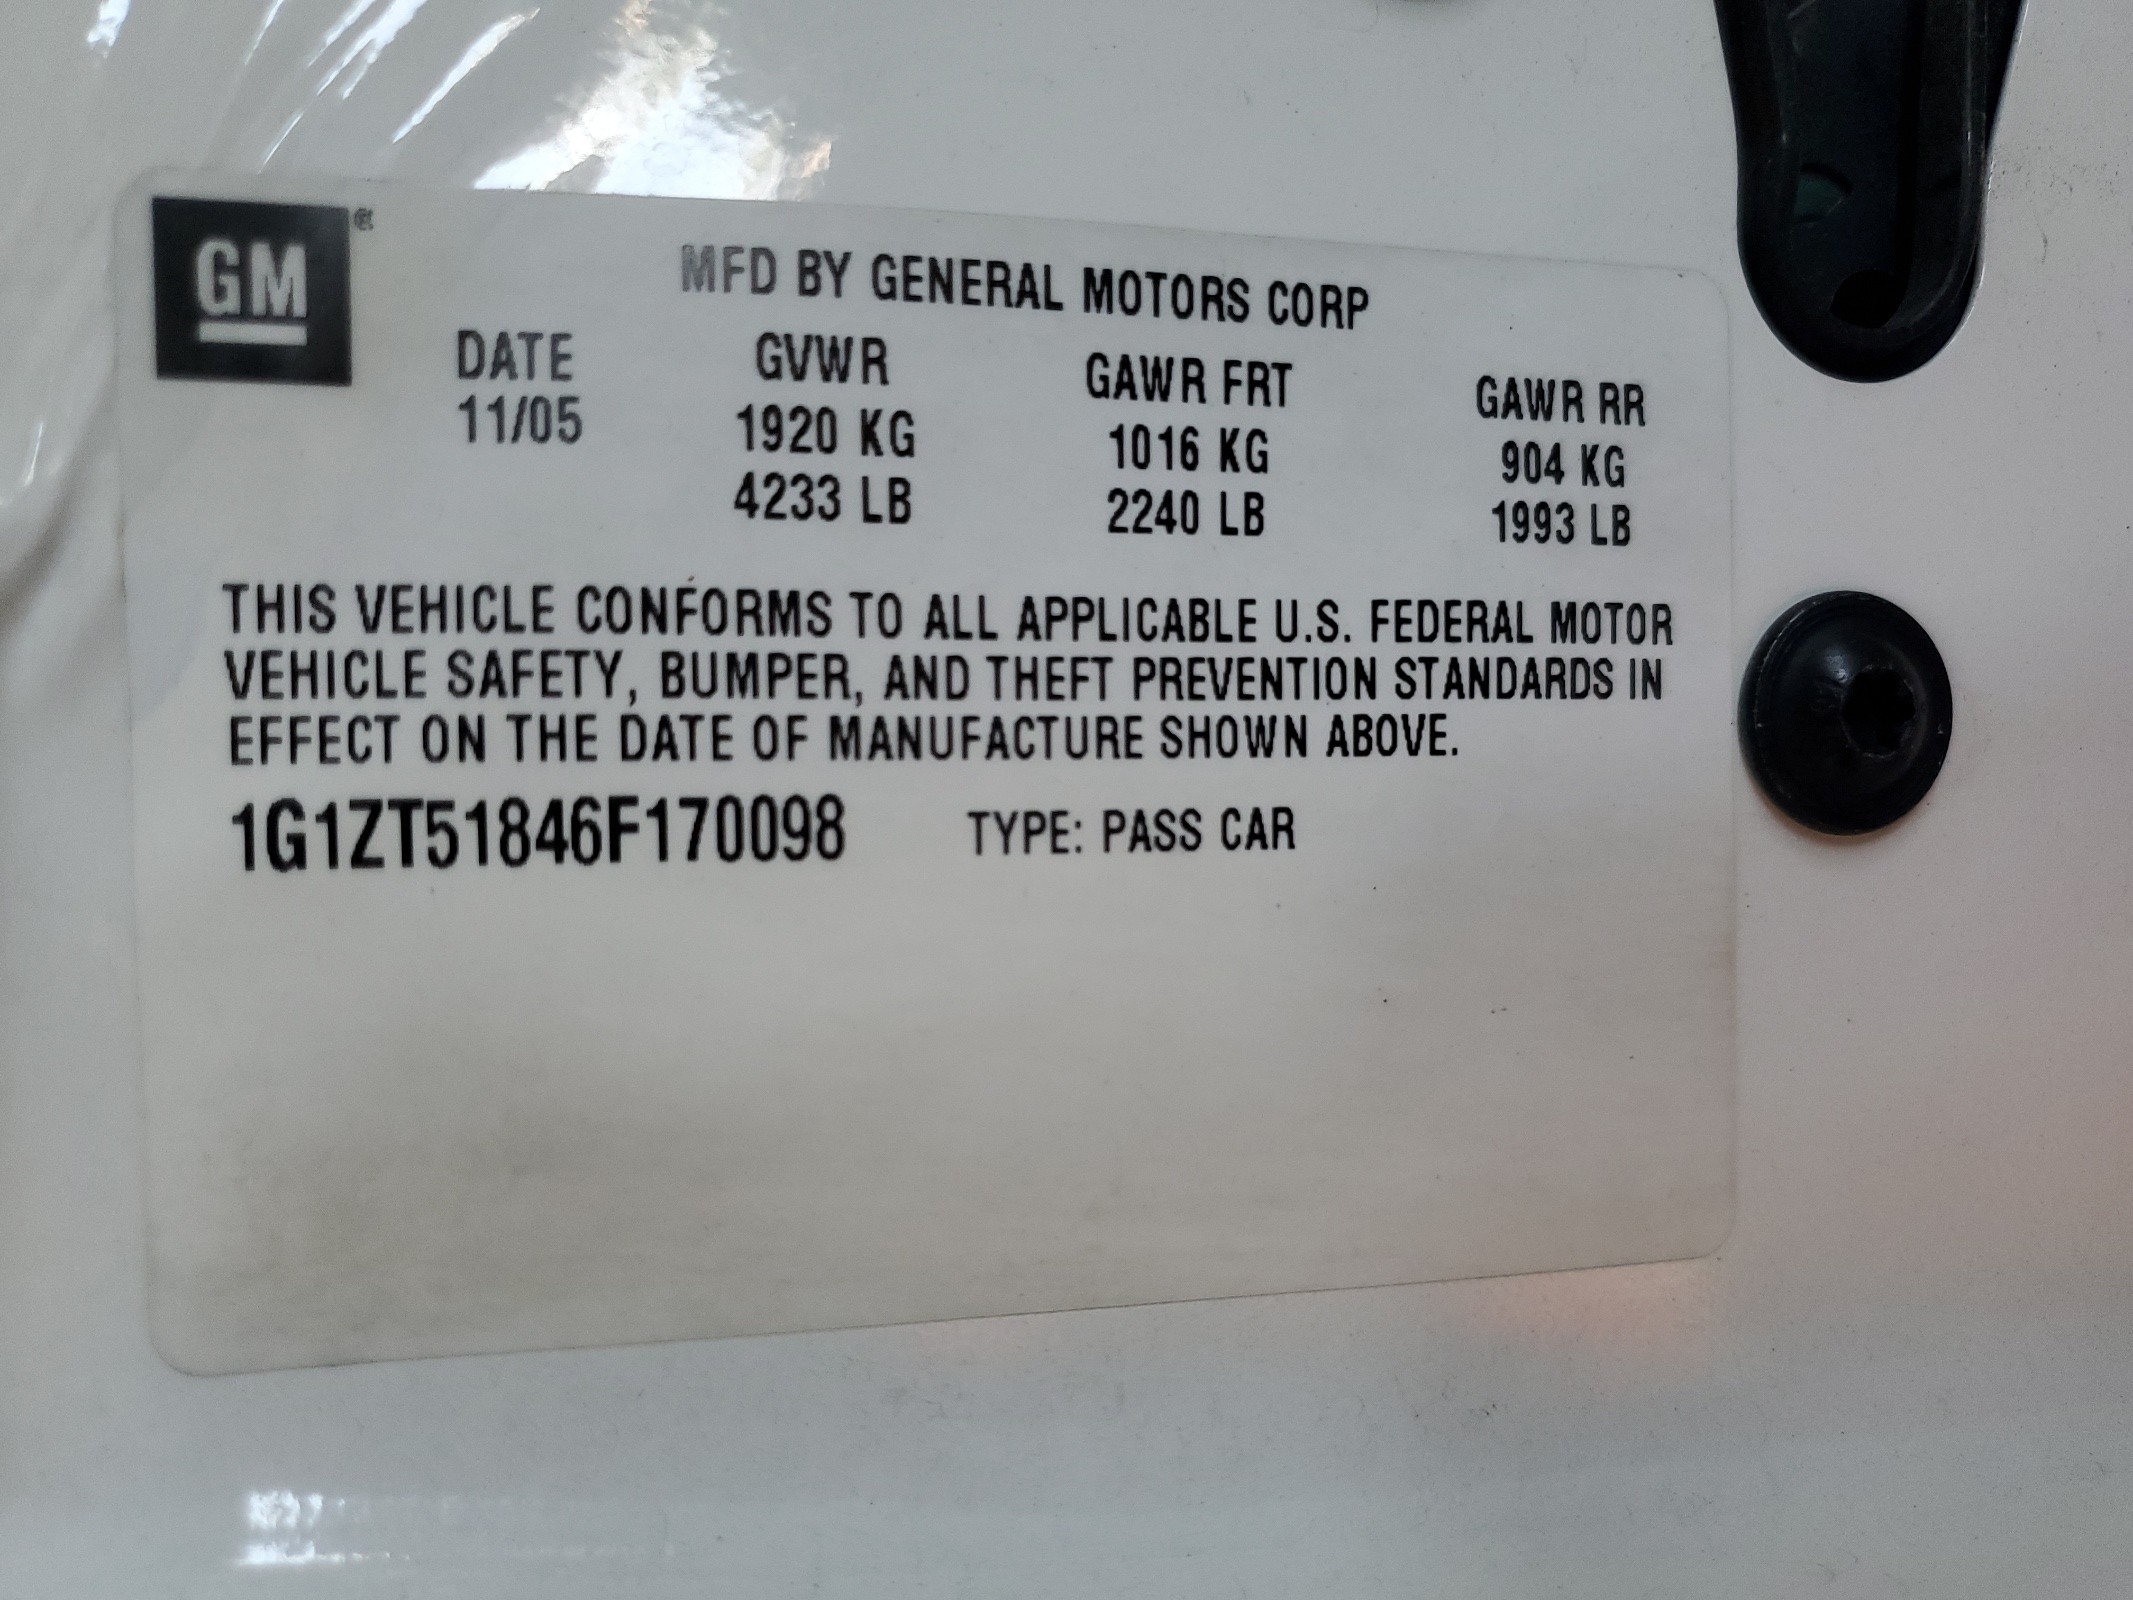 GM
MFD BY GENERAL MOTORS CORP
DATE GVWR GAWR FRT GAWR RR
11/05 1920 KG 1016 KG 904 KG
4233 LB 2240 LB 1993 LB
THIS VEHICLE CONFORMS TO ALL APPLICABLE U.S. FEDERAL MOTOR
VEHICLE SAFETY, BUMPER, AND THEFT PREVENTION STANDARDS IN
EFFECT ON THE DATE OF MANUFACTURE SHOWN ABOVE.
1G1ZT51846F170098 TYPE: PASS CAR